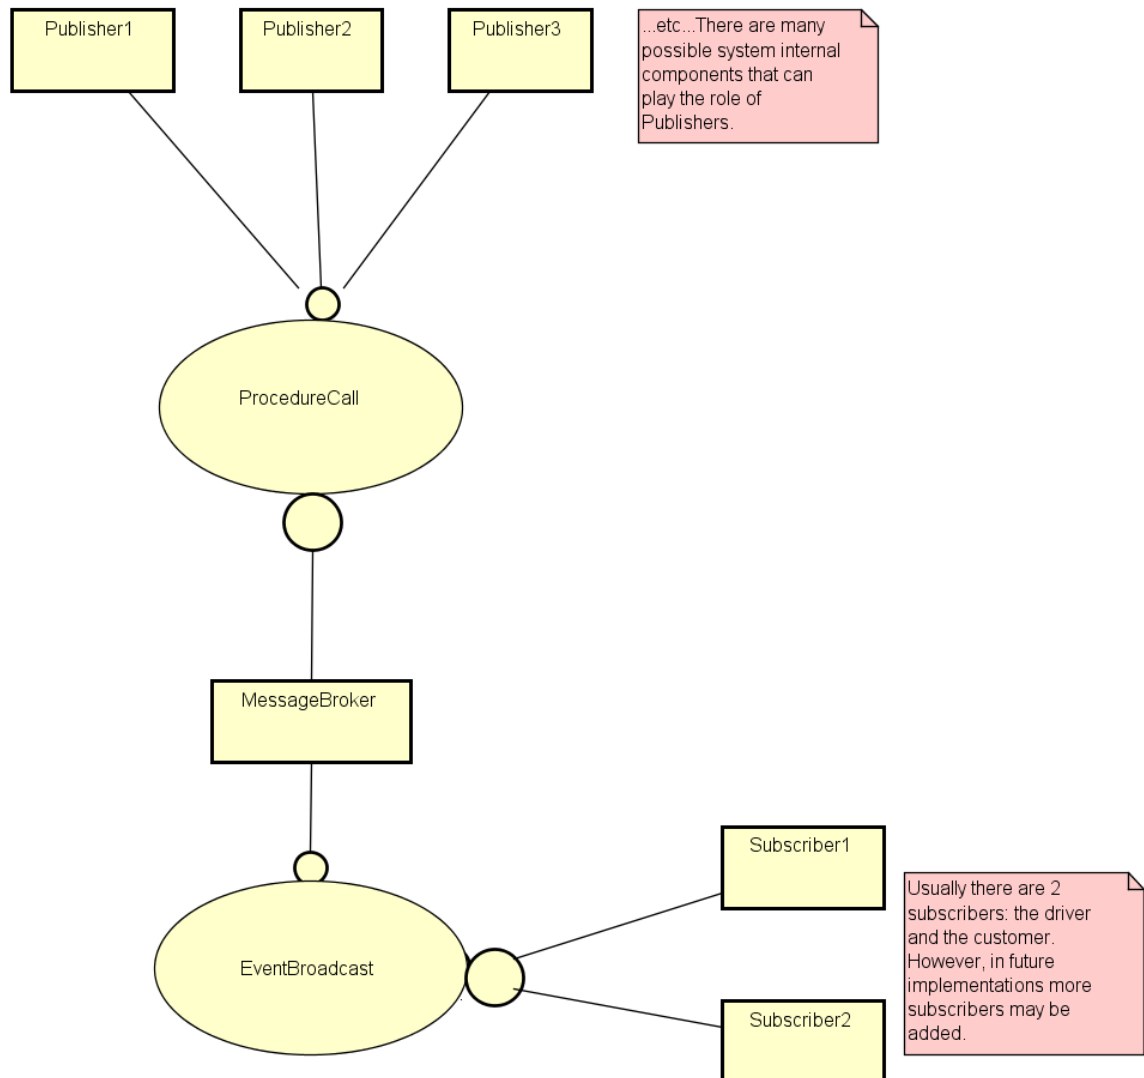 Publisher1
Publisher2
Publisher3
...etc...There are many
possible system internal
components that can
play the role of
Publishers.
ProcedureCall
MessageBroker
EventBroadcast
Subscriber1
Subscriber2
Usually there are 2
subscribers: the driver
and the customer.
However, in future
implementations more
subscribers may be
added.